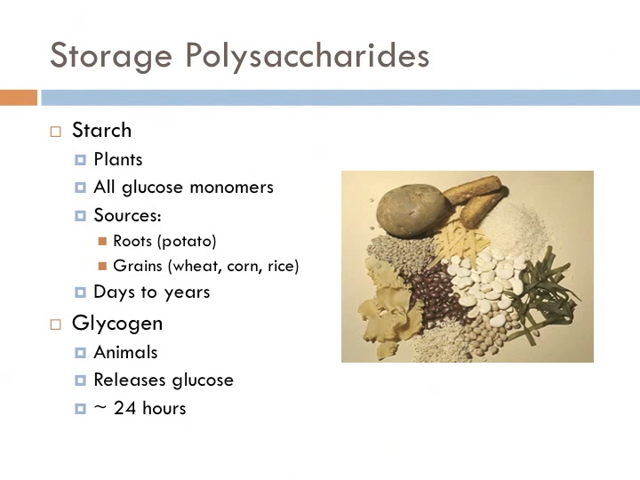 Storage Polysaccharides
Starch
Plants
All glucose monomers
Sources:
Roots (potato)
Grains (wheat, corn, rice)
Days to years
Glycogen
Animals
Releases glucose
~ 24 hours